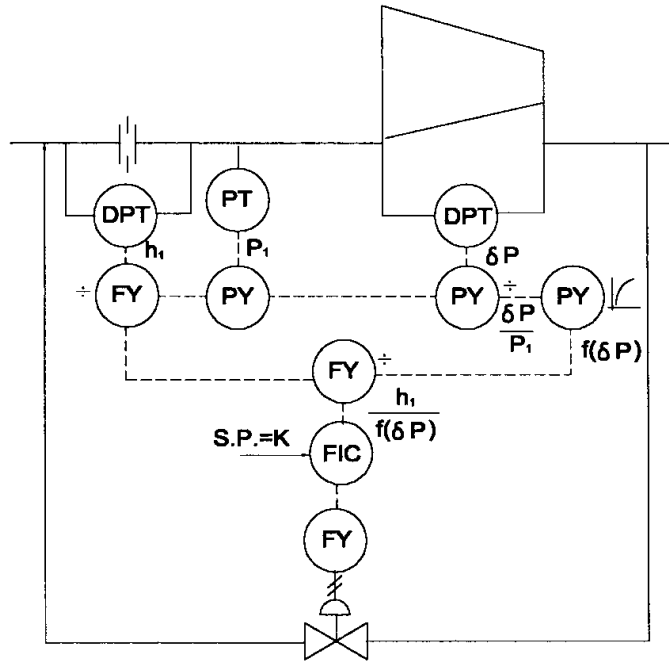 DPT
PT
DPT
h₁
P₁
δP
÷
FY
PY
PY
÷
PY
δP
P₁
f(δP)
FY
÷
h₁
f(δP)
S.P.=K
FIC
FY